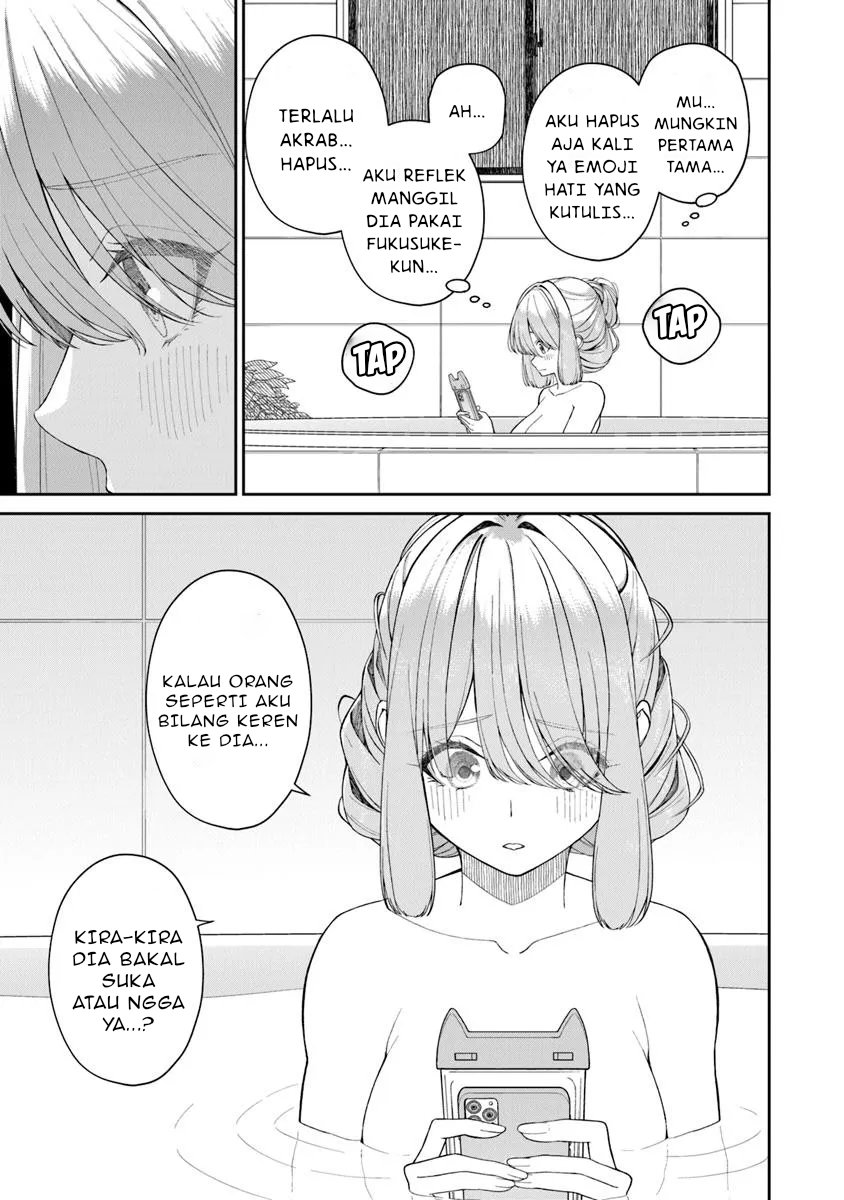 MU...
MUNGKIN
PERTAMA
TAMA...
AKU HAPUS
AJA KALI
YA EMOJI
HATI YANG
KUTULIS...
TAP
AH...
AKU REFLEK
MANGGIL
DIA PAKAI
FUKUSUKE-
KUN...
TERLALU
AKRAB...
HAPUS...
TAP
KALAU ORANG
SEPERTI AKU
BILANG KEREN
KE DIA...
KIRA-KIRA
DIA BAKAL
SUKA
ATAU NGGA
YA...?